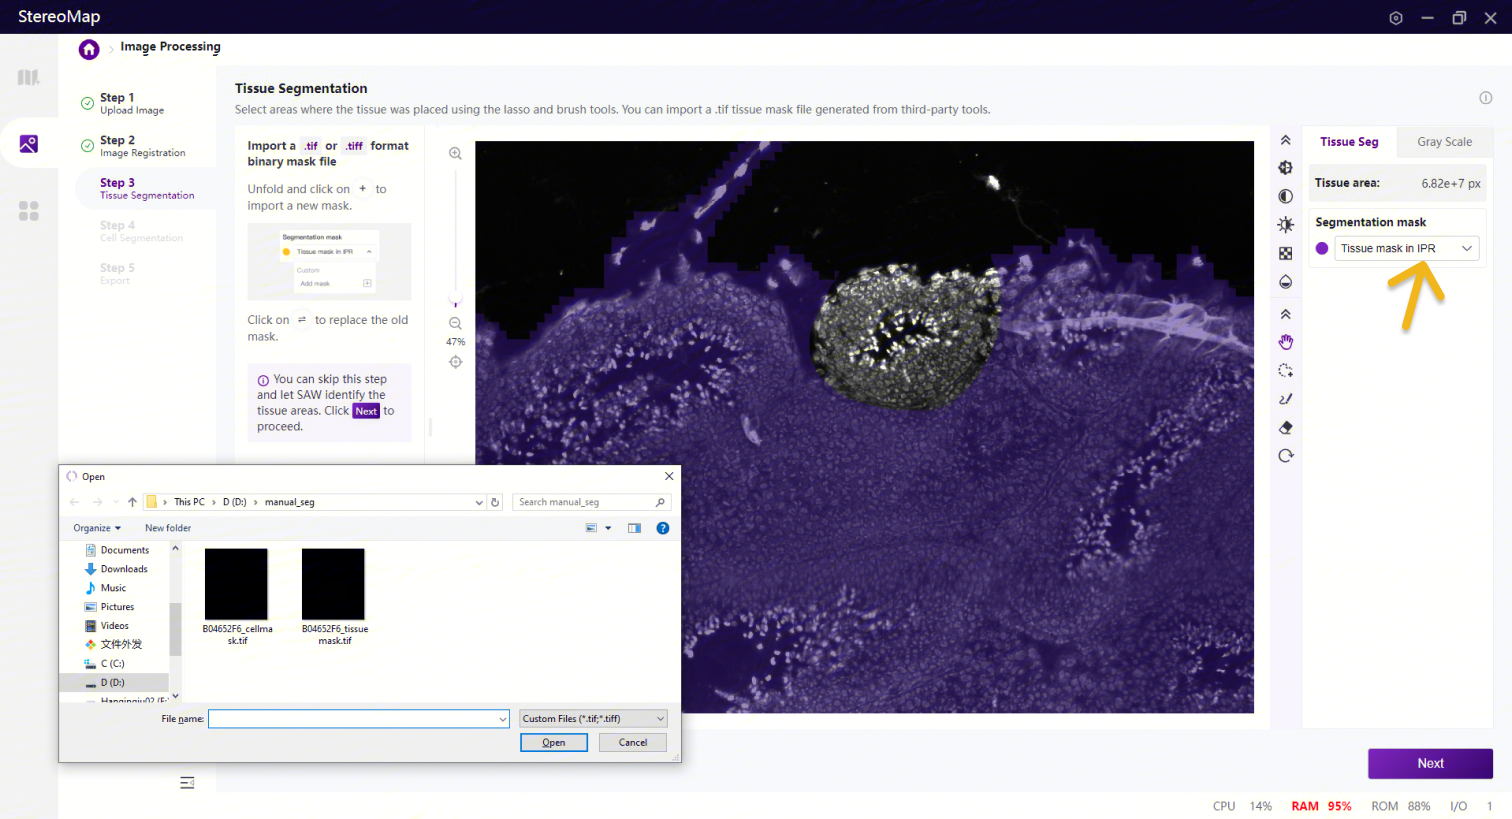 StereoMap
Image Processing
Step 1
Upload Image
Step 2
Image Registration
Step 3
Tissue Segmentation
Step 4
Cell Segmentation
Step 5
Export
Tissue Segmentation
Select areas where the tissue was placed using the lasso and brush tools. You can import a .tif tissue mask file generated from third-party tools.
Import a .tif or .tiff format
binary mask file
Unfold and click on + to
import a new mask.
Segmentation mask
Tissue mask in IPR
Custom
Add mask
Click on ⇌ to replace the old
mask.
You can skip this step
and let SAW identify the
tissue areas. Click Next to
proceed.
47%
Tissue Seg
Gray Scale
Tissue area: 6.82e+7 px
Segmentation mask
Tissue mask in IPR
Open
This PC › D (D:) › manual_seg
Search manual_seg
Organize
New folder
Documents
Downloads
Music
Pictures
Videos
文件外发
C (C:)
D (D:)
B04652F6_cellma
sk.tif
B04652F6_tissue
mask.tif
File name:
Custom Files (*.tif;*.tiff)
Open
Cancel
Next
CPU 14% RAM 95% ROM 88% I/O 1